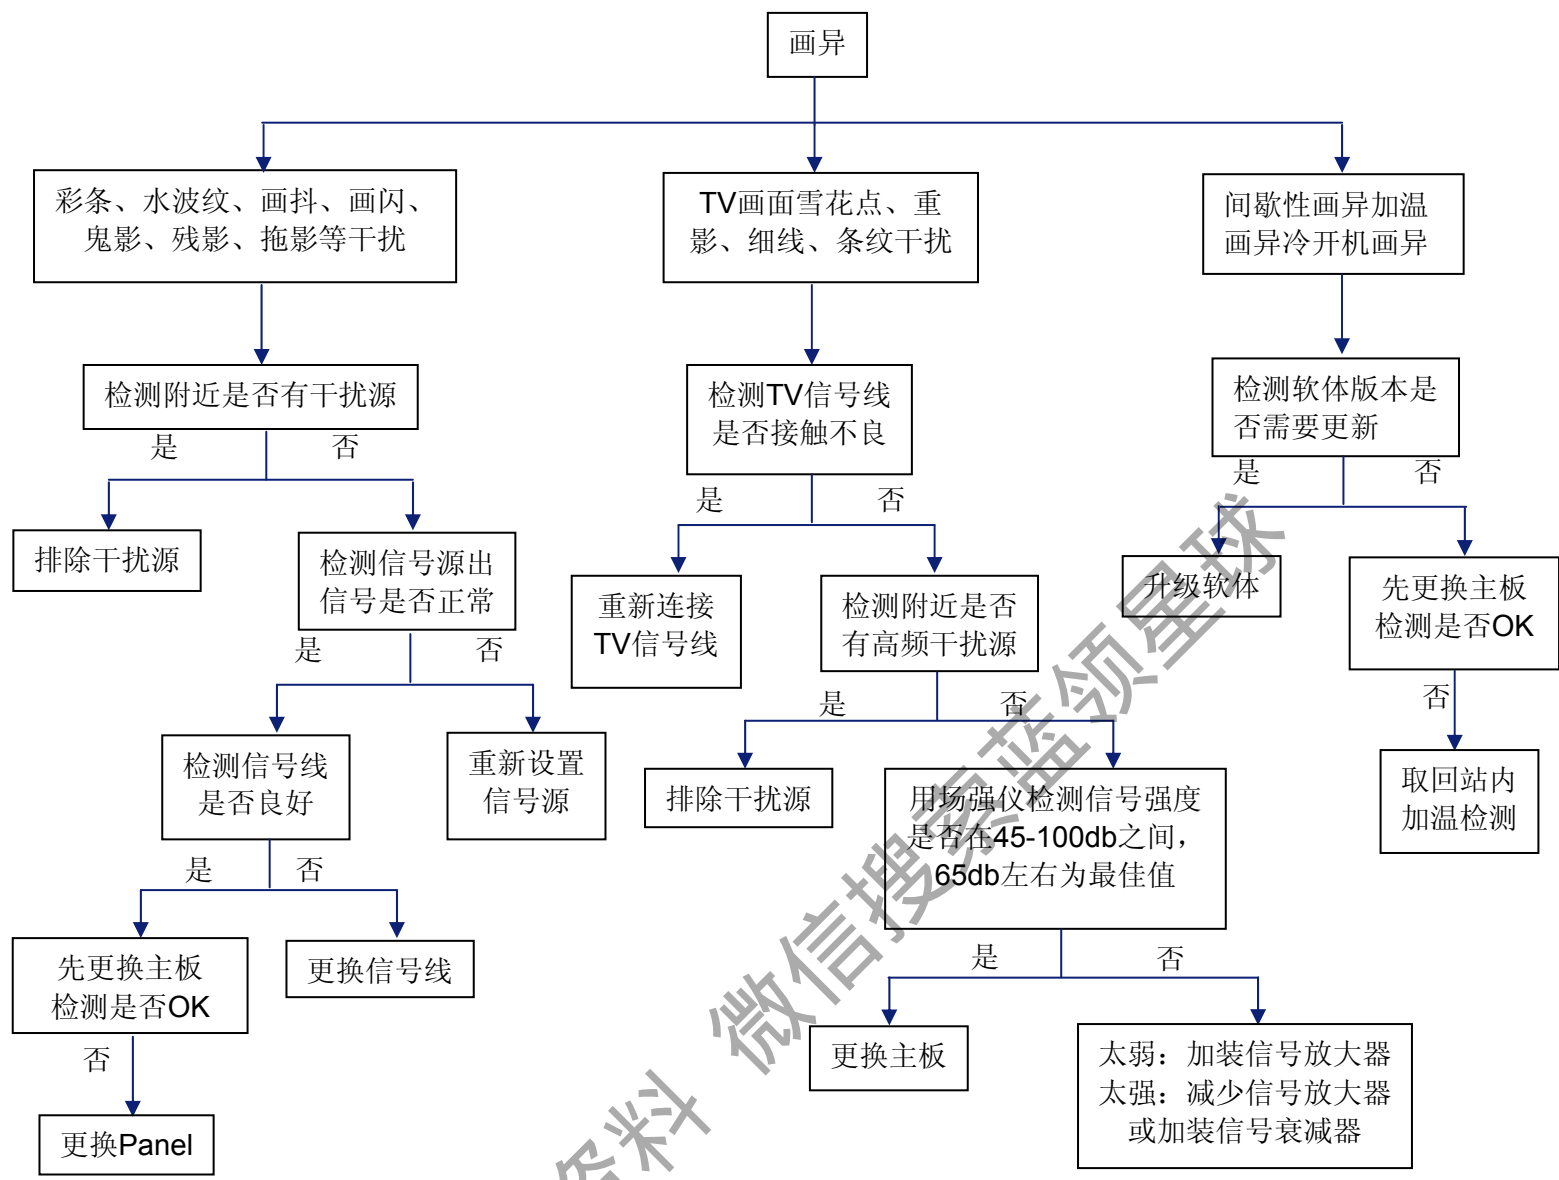 画异
彩条、水波纹、画抖、画闪、
鬼影、残影、拖影等干扰
TV画面雪花点、重
影、细线、条纹干扰
间歇性画异加温
画异冷开机画异
检测附近是否有干扰源
检测TV信号线
是否接触不良
检测软体版本是
否需要更新
是
否
是
否
是
否
排除干扰源
检测信号源出
信号是否正常
重新连接
TV信号线
检测附近是否
有高频干扰源
升级软体
先更换主板
检测是否OK
是
否
是
否
否
检测信号线
是否良好
重新设置
信号源
排除干扰源
用场强仪检测信号强度
是否在45-100db之间，
65db左右为最佳值
取回站内
加温检测
是
否
是
否
先更换主板
检测是否OK
更换信号线
更换主板
太弱：加装信号放大器
太强：减少信号放大器
或加装信号衰减器
否
更换Panel
资料 微信搜索蓝领星球